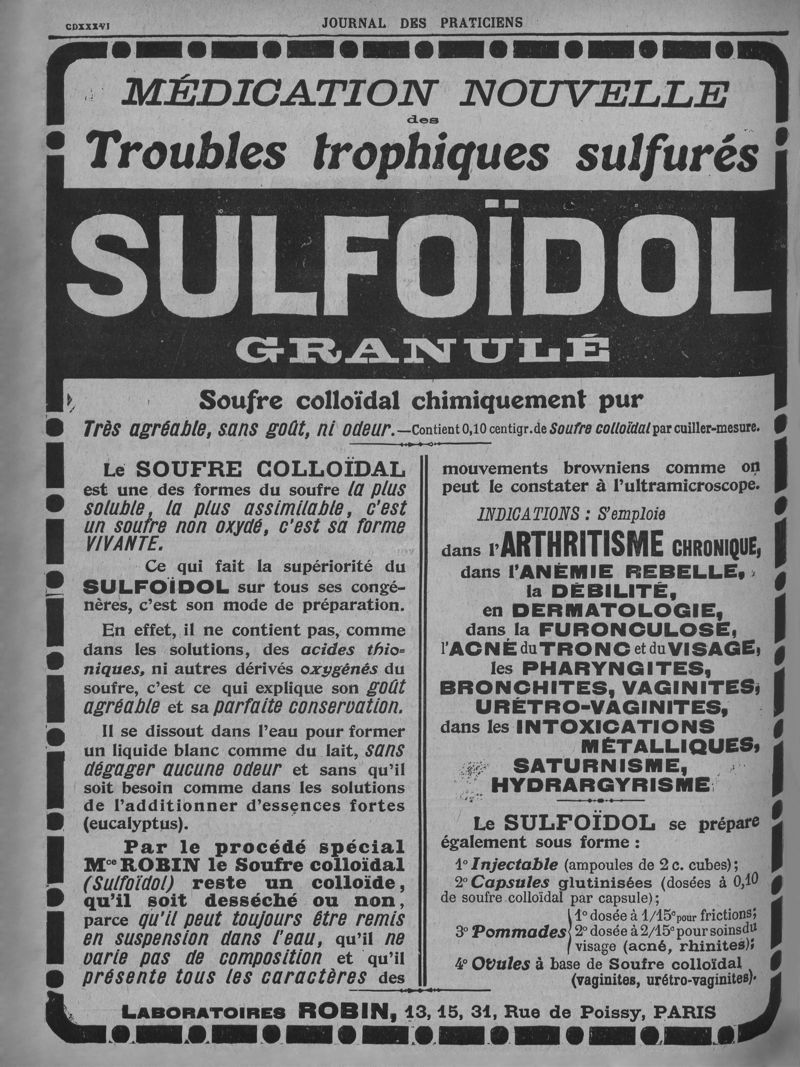 CDXXXVI
JOURNAL DES PRATICIENS
MÉDICATION NOUVELLE
des
Troubles trophiques sulfurés
SULFOÏDOL
GRANULÉ
Soufre colloïdal chimiquement pur
Très agréable, sans goût, ni odeur.—Contient 0,10 centigr. de Soufre colloïdal par cuiller-mesure.
Le SOUFRE COLLOÏDAL
est une des formes du soufre la plus
soluble, la plus assimilable, c'est
un soufre non oxydé, c'est sa forme
VIVANTE.
Ce qui fait la supériorité du
SULFOÏDOL sur tous ses congé-
nères, c'est son mode de préparation.
En effet, il ne contient pas, comme
dans les solutions, des acides thio-
niques, ni autres dérivés oxygénés du
soufre, c'est ce qui explique son goût
agréable et sa parfaite conservation.
Il se dissout dans l'eau pour former
un liquide blanc comme du lait, sans
dégager aucune odeur et sans qu'il
soit besoin comme dans les solutions
de l'additionner d'essences fortes
(eucalyptus).
Par le procédé spécial
Mce ROBIN le Soufre colloïdal
(Sulfoïdol) reste un colloïde,
qu'il soit desséché ou non,
parce qu'il peut toujours être remis
en suspension dans l'eau, qu'il ne
varie pas de composition et qu'il
présente tous les caractères des
mouvements browniens comme on
peut le constater à l'ultramicroscope.
INDICATIONS : S'emploie
dans l'ARTHRITISME CHRONIQUE,
dans l'ANÉMIE REBELLE,
la DÉBILITÉ,
en DERMATOLOGIE,
dans la FURONCULOSE,
l'ACNÉ du TRONC et du VISAGE,
les PHARYNGITES,
BRONCHITES, VAGINITES,
URÉTRO-VAGINITES,
dans les INTOXICATIONS
MÉTALLIQUES,
SATURNISME,
HYDRARGYRISME
Le SULFOÏDOL se prépare
également sous forme :
1º Injectable (ampoules de 2 c. cubes);
2º Capsules glutinisées (dosées à 0,10
de soufre colloïdal par capsule);
3º Pommades
1º dosée à 1/15e pour frictions;
2º dosée à 2/15e pour soins du
visage (acné, rhinites);
4º Ovules à base de Soufre colloïdal
(vaginites, urétro-vaginites).
LABORATOIRES ROBIN, 13, 15, 31, Rue de Poissy, PARIS